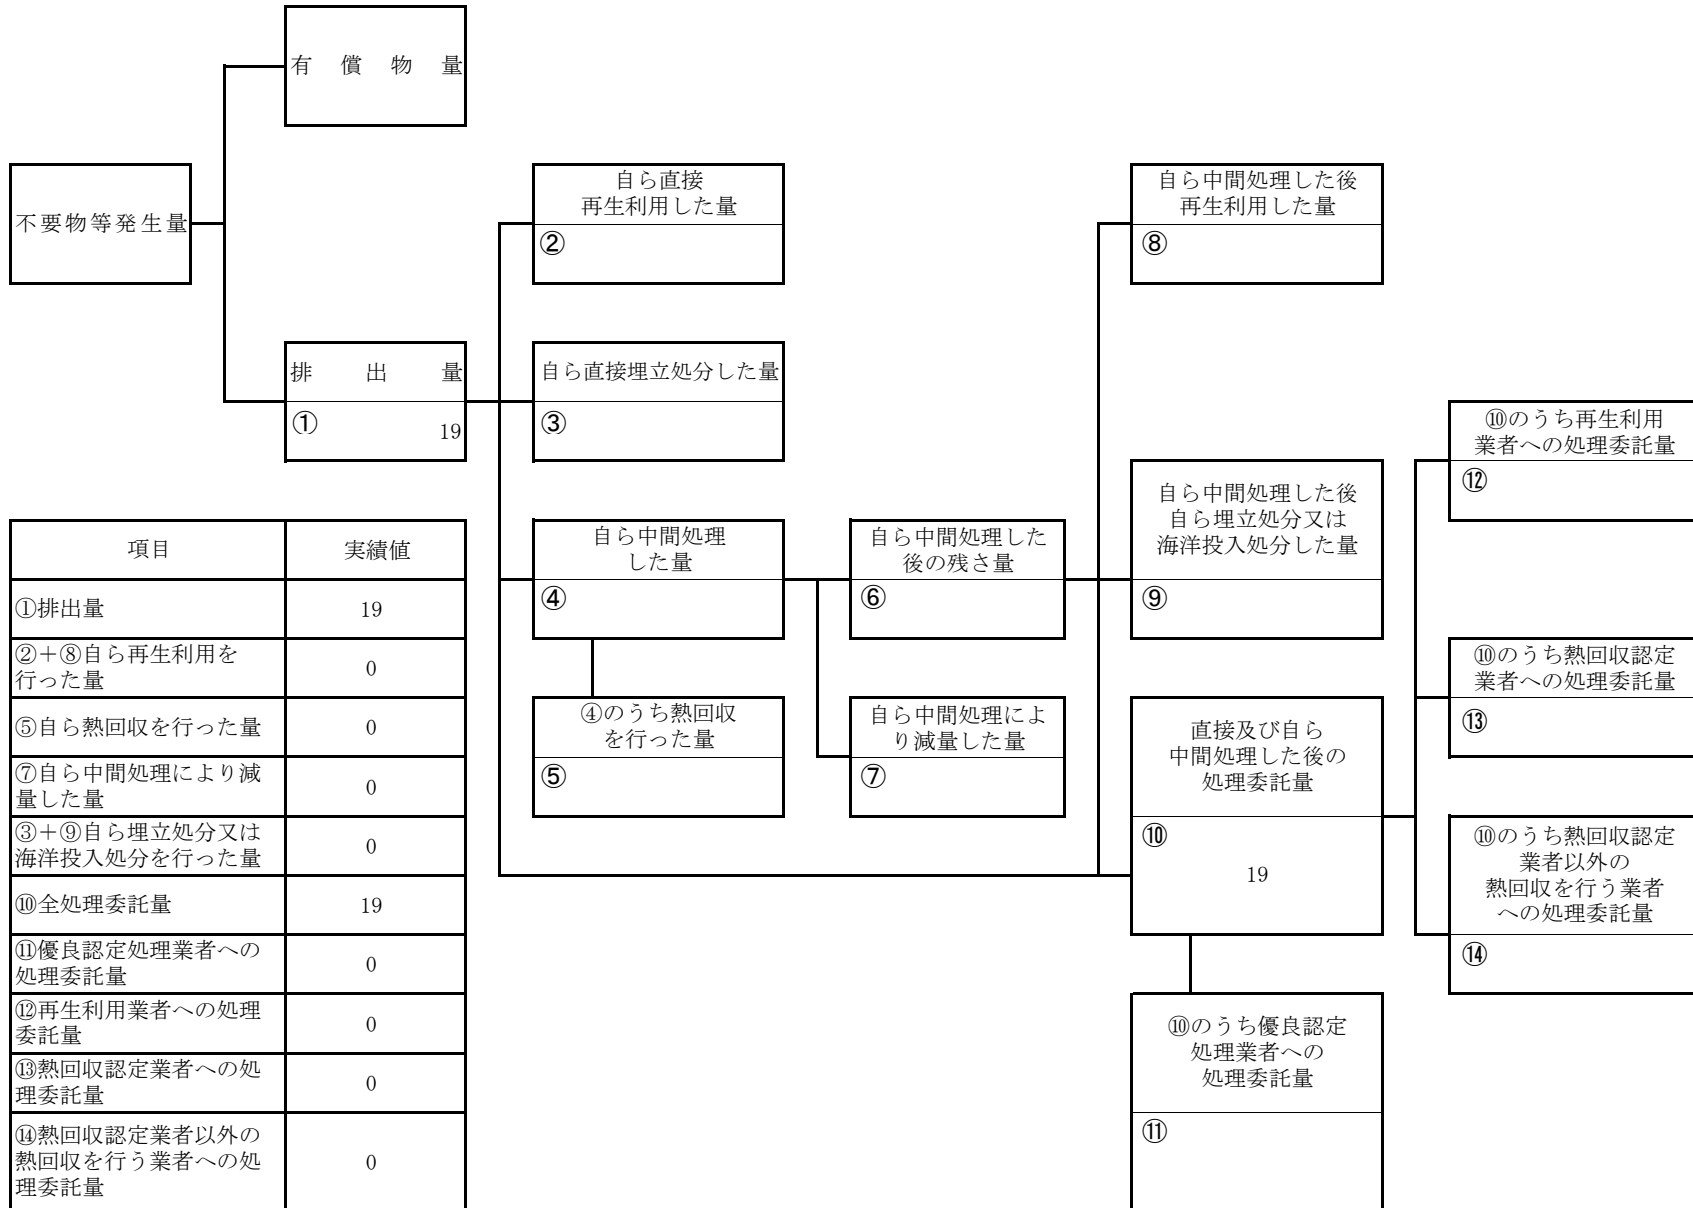 有償物量
不要物等発生量
自ら直接
再生利用した量
②
自ら中間処理した後
再生利用した量
⑧
排出量
① 19
自ら直接埋立処分した量
③
⑩のうち再生利用
業者への処理委託量
⑫
自ら中間処理
した量
④
自ら中間処理した
後の残さ量
⑥
自ら中間処理した後
自ら埋立処分又は
海洋投入処分した量
⑨
⑩のうち熱回収認定
業者への処理委託量
⑬
④のうち熱回収
を行った量
⑤
自ら中間処理によ
り減量した量
⑦
直接及び自ら
中間処理した後の
処理委託量
⑩
19
⑩のうち熱回収認定
業者以外の
熱回収を行う業者
への処理委託量
⑭
⑩のうち優良認定
処理業者への
処理委託量
⑪
項目 実績値
①排出量 19
②+⑧自ら再生利用を
行った量 0
⑤自ら熱回収を行った量 0
⑦自ら中間処理により減
量した量 0
③+⑨自ら埋立処分又は
海洋投入処分を行った量 0
⑩全処理委託量 19
⑪優良認定処理業者への
処理委託量 0
⑫再生利用業者への処理
委託量 0
⑬熱回収認定業者への処
理委託量 0
⑭熱回収認定業者以外の
熱回収を行う業者への処
理委託量 0